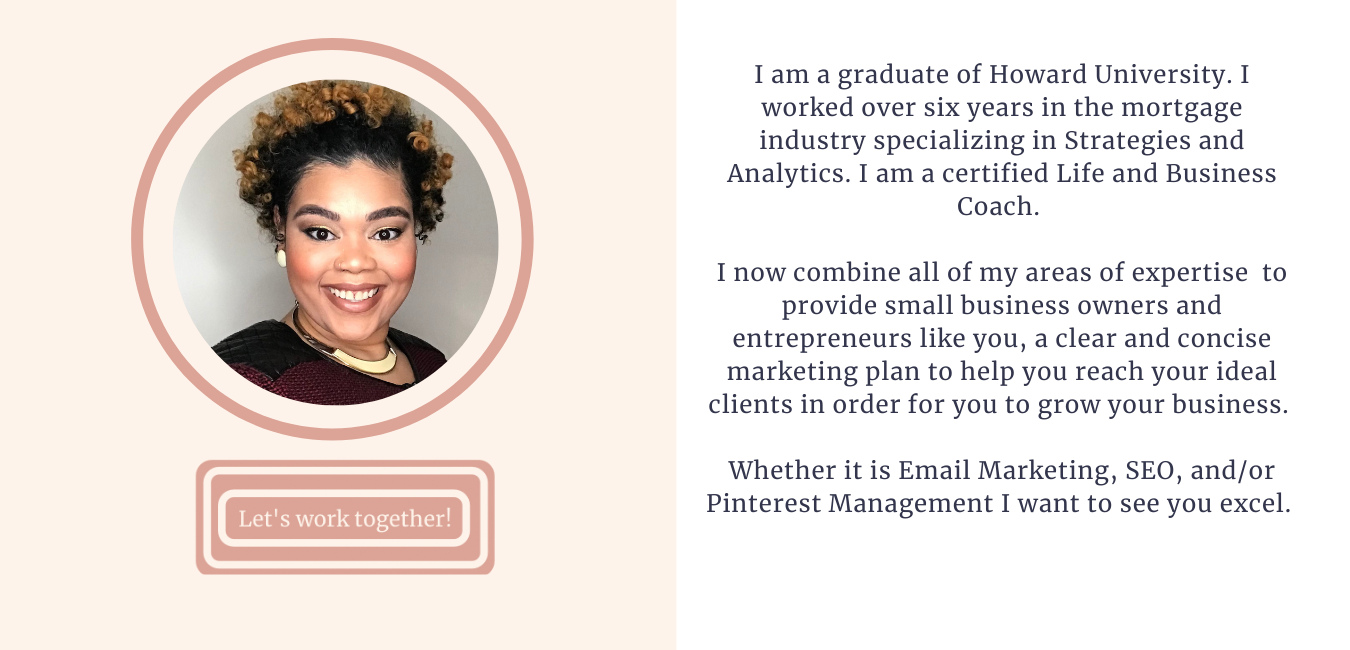 I am a graduate of Howard University. I
worked over six years in the mortgage
industry specializing in Strategies and
Analytics. I am a certified Life and Business
Coach.
I now combine all of my areas of expertise  to
provide small business owners and
entrepreneurs like you, a clear and concise
marketing plan to help you reach your ideal
clients in order for you to grow your business.
Whether it is Email Marketing, SEO, and/or
Pinterest Management I want to see you excel.
Let's work together!